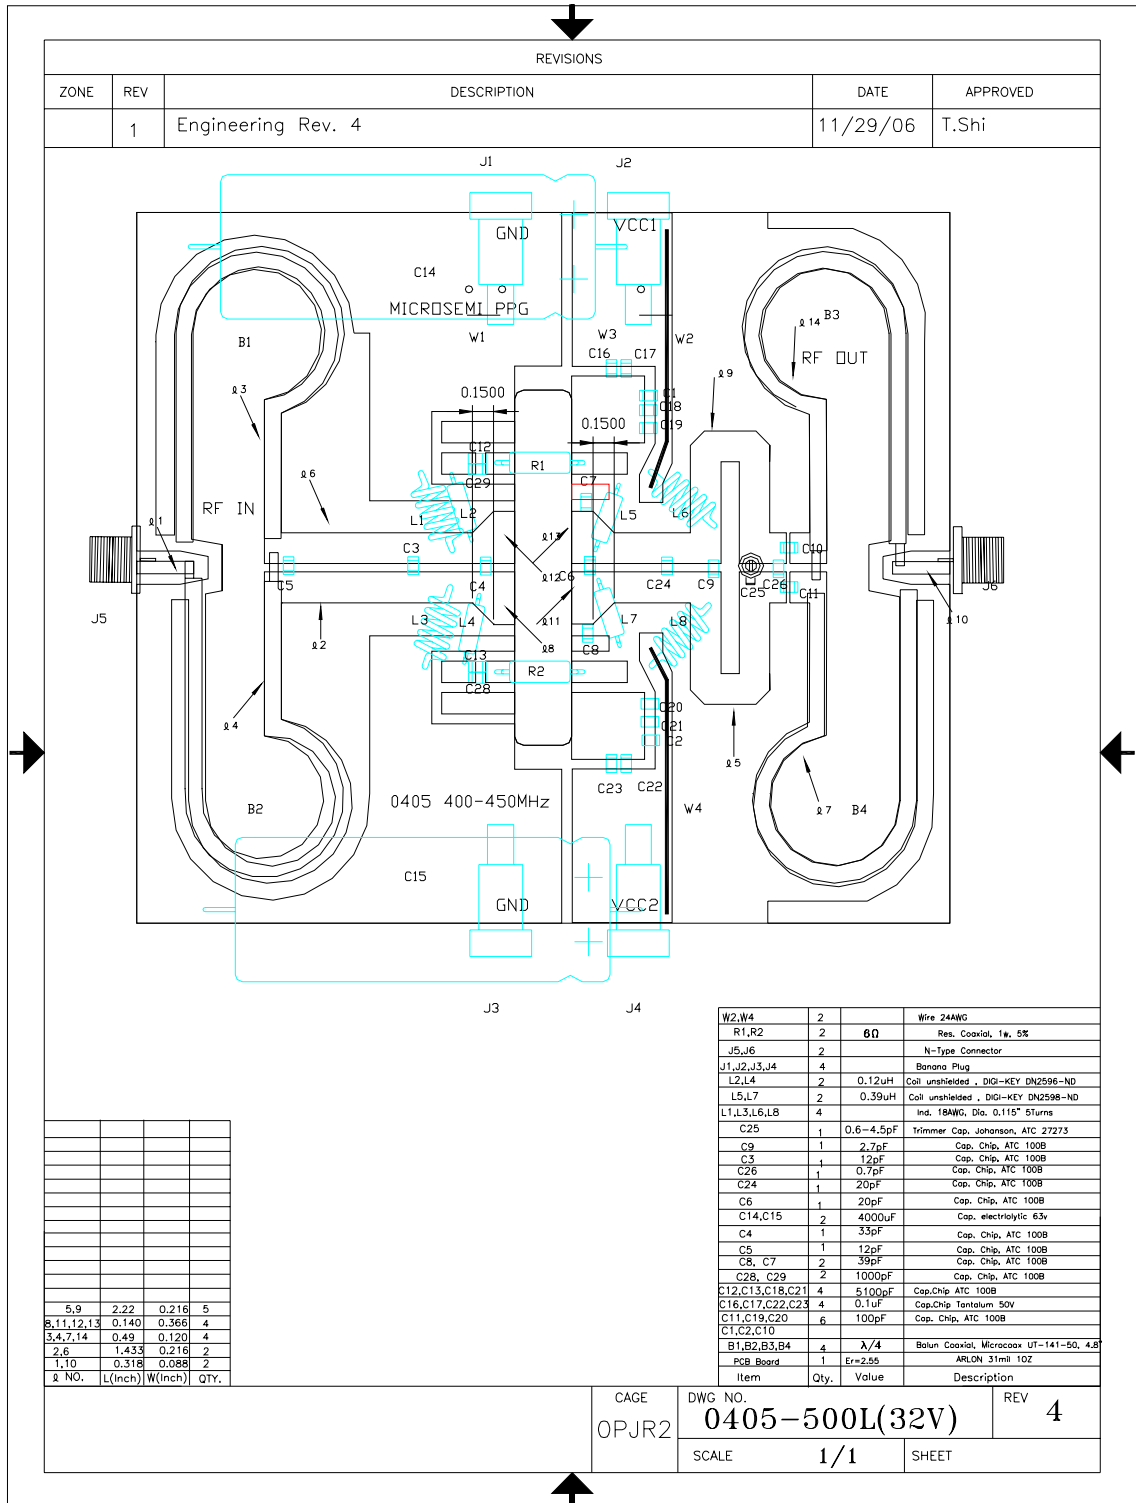 REVISIONS
ZONE REV DESCRIPTION DATE APPROVED
1 Engineering Rev. 4 11/29/06 T.Shi
J1 J2
GND VCC1
C14
MICROSEMI PPG
W1 W3 W2
B1 ℓ14 B3
C16 C17
RF OUT
ℓ9
ℓ3
0.1500
C1
C18
0.1500 C19
C12
R1
ℓ6 C29 C7
RF IN
L1 L2 L5 L6
ℓ1
ℓ13
C3 C10
C5 C4 ℓ12 C6 C24 C9 C25 C26
C11
J5 J6
L3 L4 ℓ11 L7 L8 ℓ10
ℓ2 ℓ8 C8
C13
R2
C28
C20
ℓ4 C21
C2
ℓ5
C23 C22
B2 0405 400-450MHz W4 ℓ7 B4
C15
GND VCC2
J3 J4
W2,W4 2 Wire 24AWG
R1,R2 2 6Ω Res. Coaxial, 1w, 5%
J5,J6 2 N-Type Connector
J1,J2,J3,J4 4 Banana Plug
L2,L4 2 0.12uH Coil unshielded , DIGI-KEY DN2596-ND
L5,L7 2 0.39uH Coil unshielded , DIGI-KEY DN2598-ND
L1,L3,L6,L8 4 Ind. 18AWG, Dia. 0.115" 5Turns
C25 1 0.6-4.5pF Trimmer Cap, Johanson, ATC 27273
C9 1 2.7pF Cap. Chip, ATC 100B
C3 1 12pF Cap. Chip, ATC 100B
C26 1 0.7pF Cap. Chip, ATC 100B
C24 1 20pF Cap. Chip, ATC 100B
C6 1 20pF Cap. Chip, ATC 100B
C14,C15 2 4000uF Cap. electrlolytic 63v
C4 1 33pF Cap. Chip, ATC 100B
C5 1 12pF Cap. Chip, ATC 100B
C8, C7 2 39pF Cap. Chip, ATC 100B
C28, C29 2 1000pF Cap. Chip, ATC 100B
C12,C13,C18,C21 4 5100pF Cap.Chip ATC 100B
C16,C17,C22,C23 4 0.1uF Cap.Chip Tantalum 50V
C11,C19,C20 6 100pF Cap. Chip, ATC 100B
C1,C2,C10
B1,B2,B3,B4 4 λ/4 Balun Coaxial, Microcoax UT-141-50, 4.8"
PCB Board 1 Er=2.55 ARLON 31mil 1OZ
Item Qty. Value Description
5,9 2.22 0.216 5
8,11,12,13 0.140 0.366 4
3,4,7,14 0.49 0.120 4
2,6 1.433 0.216 2
1,10 0.318 0.088 2
ℓ NO. L(Inch) W(Inch) QTY.
CAGE DWG NO. REV
0PJR2 0405-500L(32V) 4
SCALE 1/1 SHEET